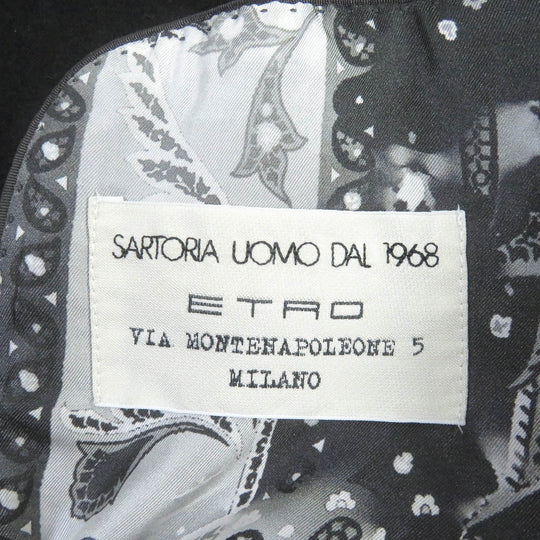 SARTORIA UOMO DAL 1968
ETRO
VIA MONTENAPOLEONE 5
MILANO